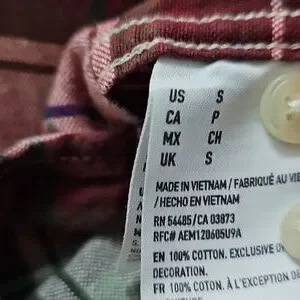 US S
CA P
MX CH
UK S
MADE IN VIETNAM / FABRIQUÉ AU VIE
/ HECHO EN VIETNAM
RN 54485/CA 03873
RFC# AEM120605U9A
EN 100% COTTON. EXCLUSIVE O
DECORATION.
FR 100% COTON. À L'EXCEPTION DE